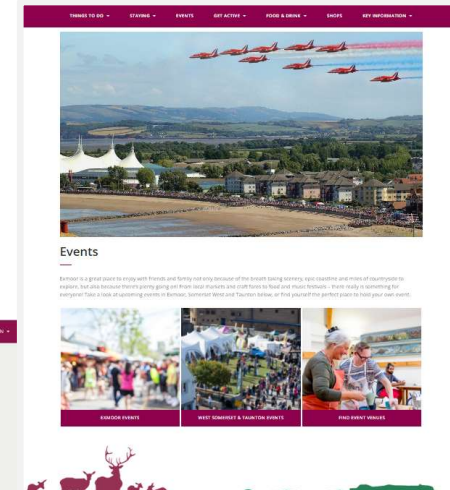 THINGS TO DO
STAYING
EVENTS
GET ACTIVE
FOOD & DRINK
SHOPS
KEY INFORMATION
Events
Exmoor is a great place to enjoy with friends and family not only because of the breath taking scenery, epic coastline and miles of countryside to
explore, but also because there's plenty going on! From local markets and craft fairs to food and music festivals – there really is something for
everyone! Take a look at upcoming events in Exmoor, Somerset West and Taunton below, or find yourself the perfect place to hold your own event.
EXMOOR EVENTS
WEST SOMERSET & TAUNTON EVENTS
FIND EVENT VENUES